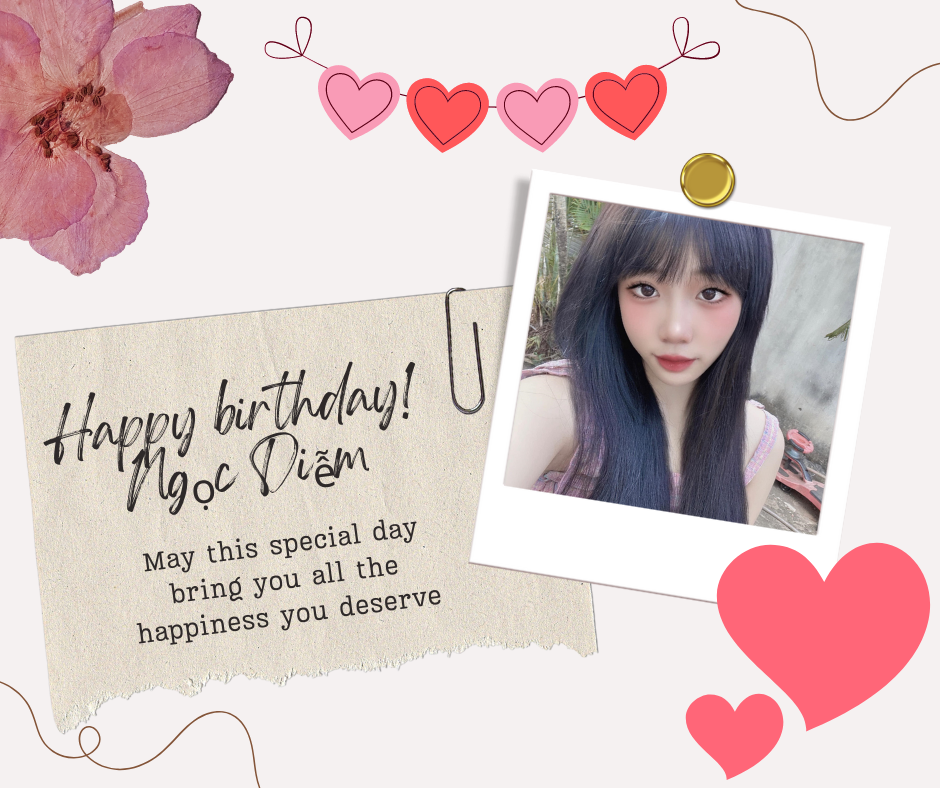 Happy birthday!
Ngọc Diễm
May this special day
bring you all the
happiness you deserve